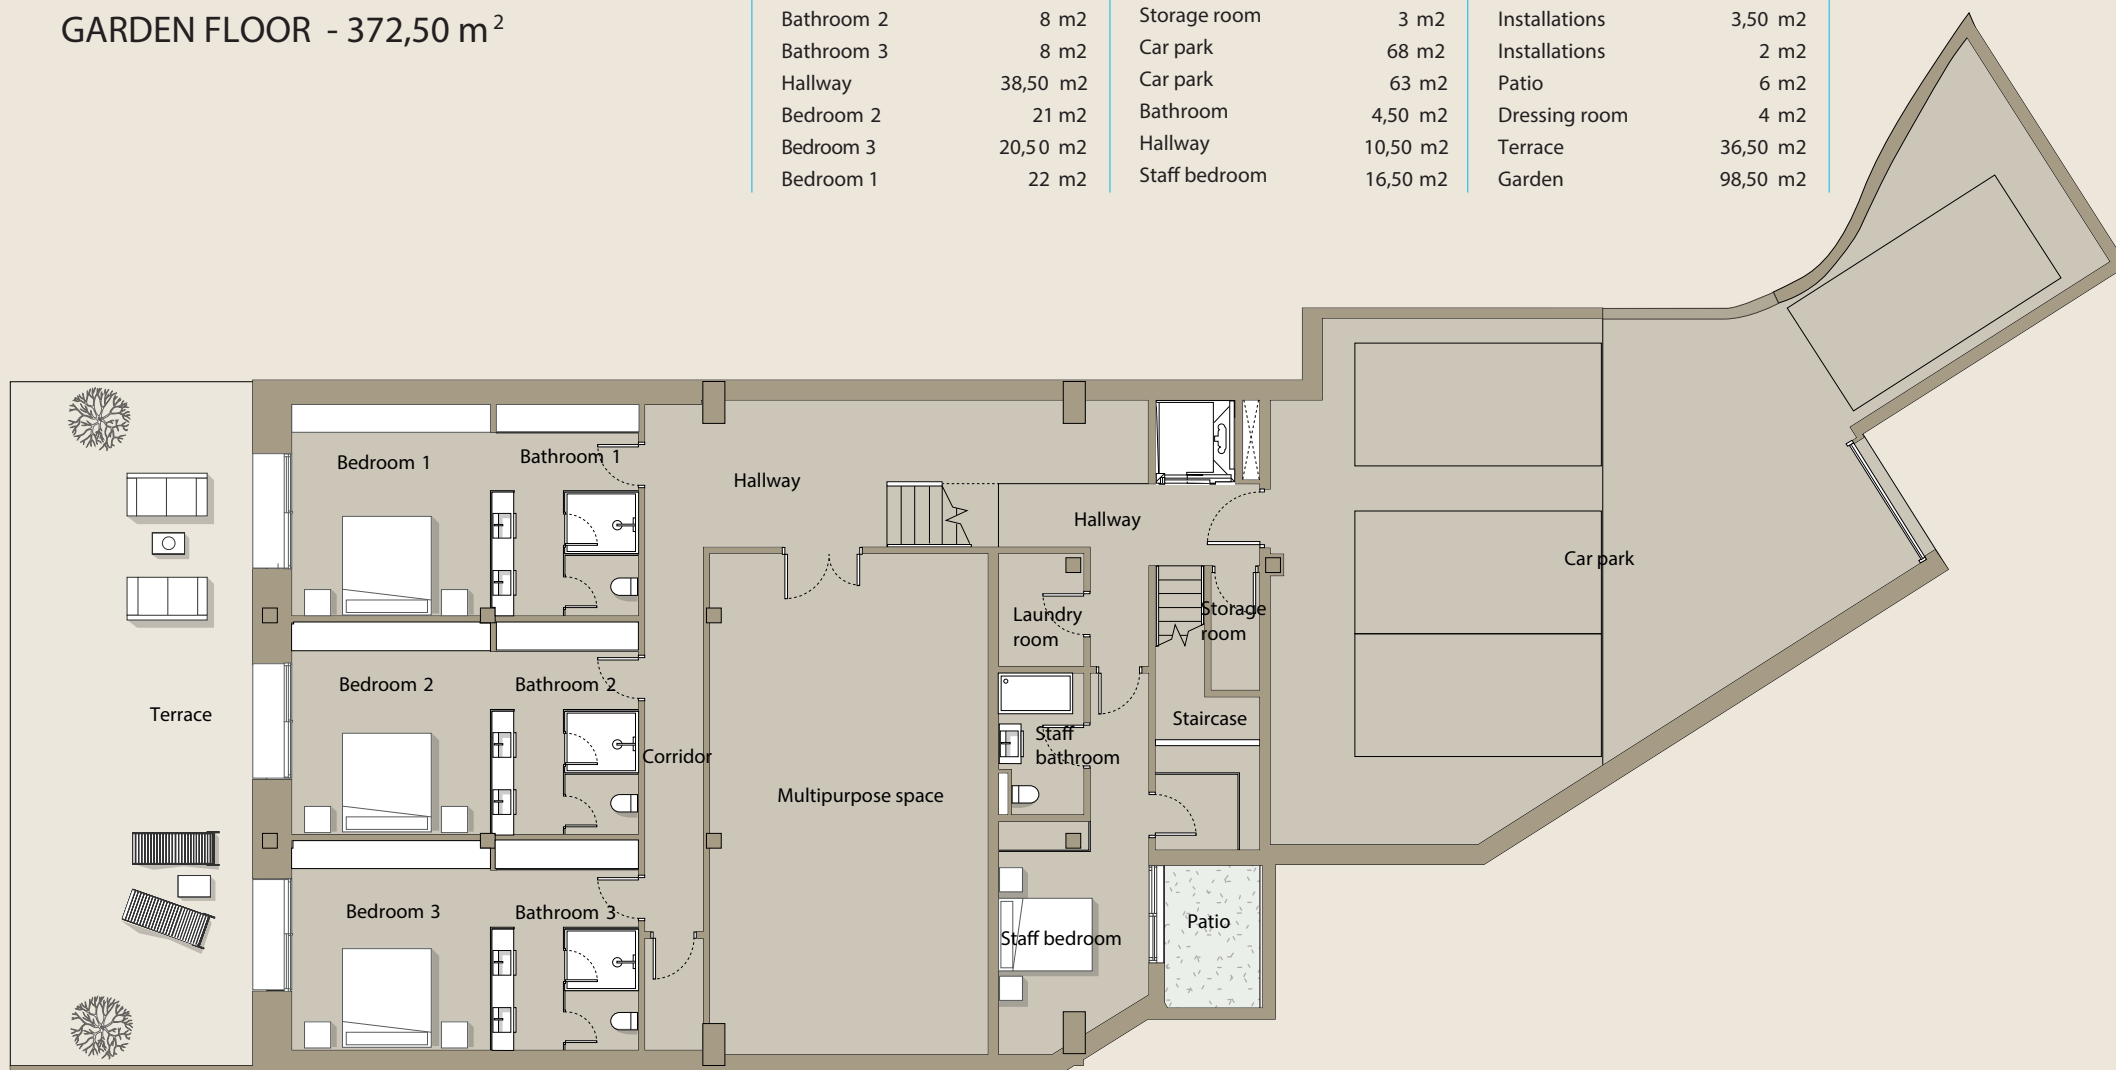 GARDEN FLOOR - 372,50 m²
Bathroom 2 8 m2
Bathroom 3 8 m2
Hallway 38,50 m2
Bedroom 2 21 m2
Bedroom 3 20,50 m2
Bedroom 1 22 m2
Storage room 3 m2
Car park 68 m2
Car park 63 m2
Bathroom 4,50 m2
Hallway 10,50 m2
Staff bedroom 16,50 m2
Installations 3,50 m2
Installations 2 m2
Patio 6 m2
Dressing room 4 m2
Terrace 36,50 m2
Garden 98,50 m2
Bedroom 1
Bathroom 1
Hallway
Hallway
Car park
Laundry
room
Storage
room
Bedroom 2
Bathroom 2
Terrace
Corridor
Staircase
Staff
bathroom
Multipurpose space
Bedroom 3
Bathroom 3
Staff bedroom
Patio